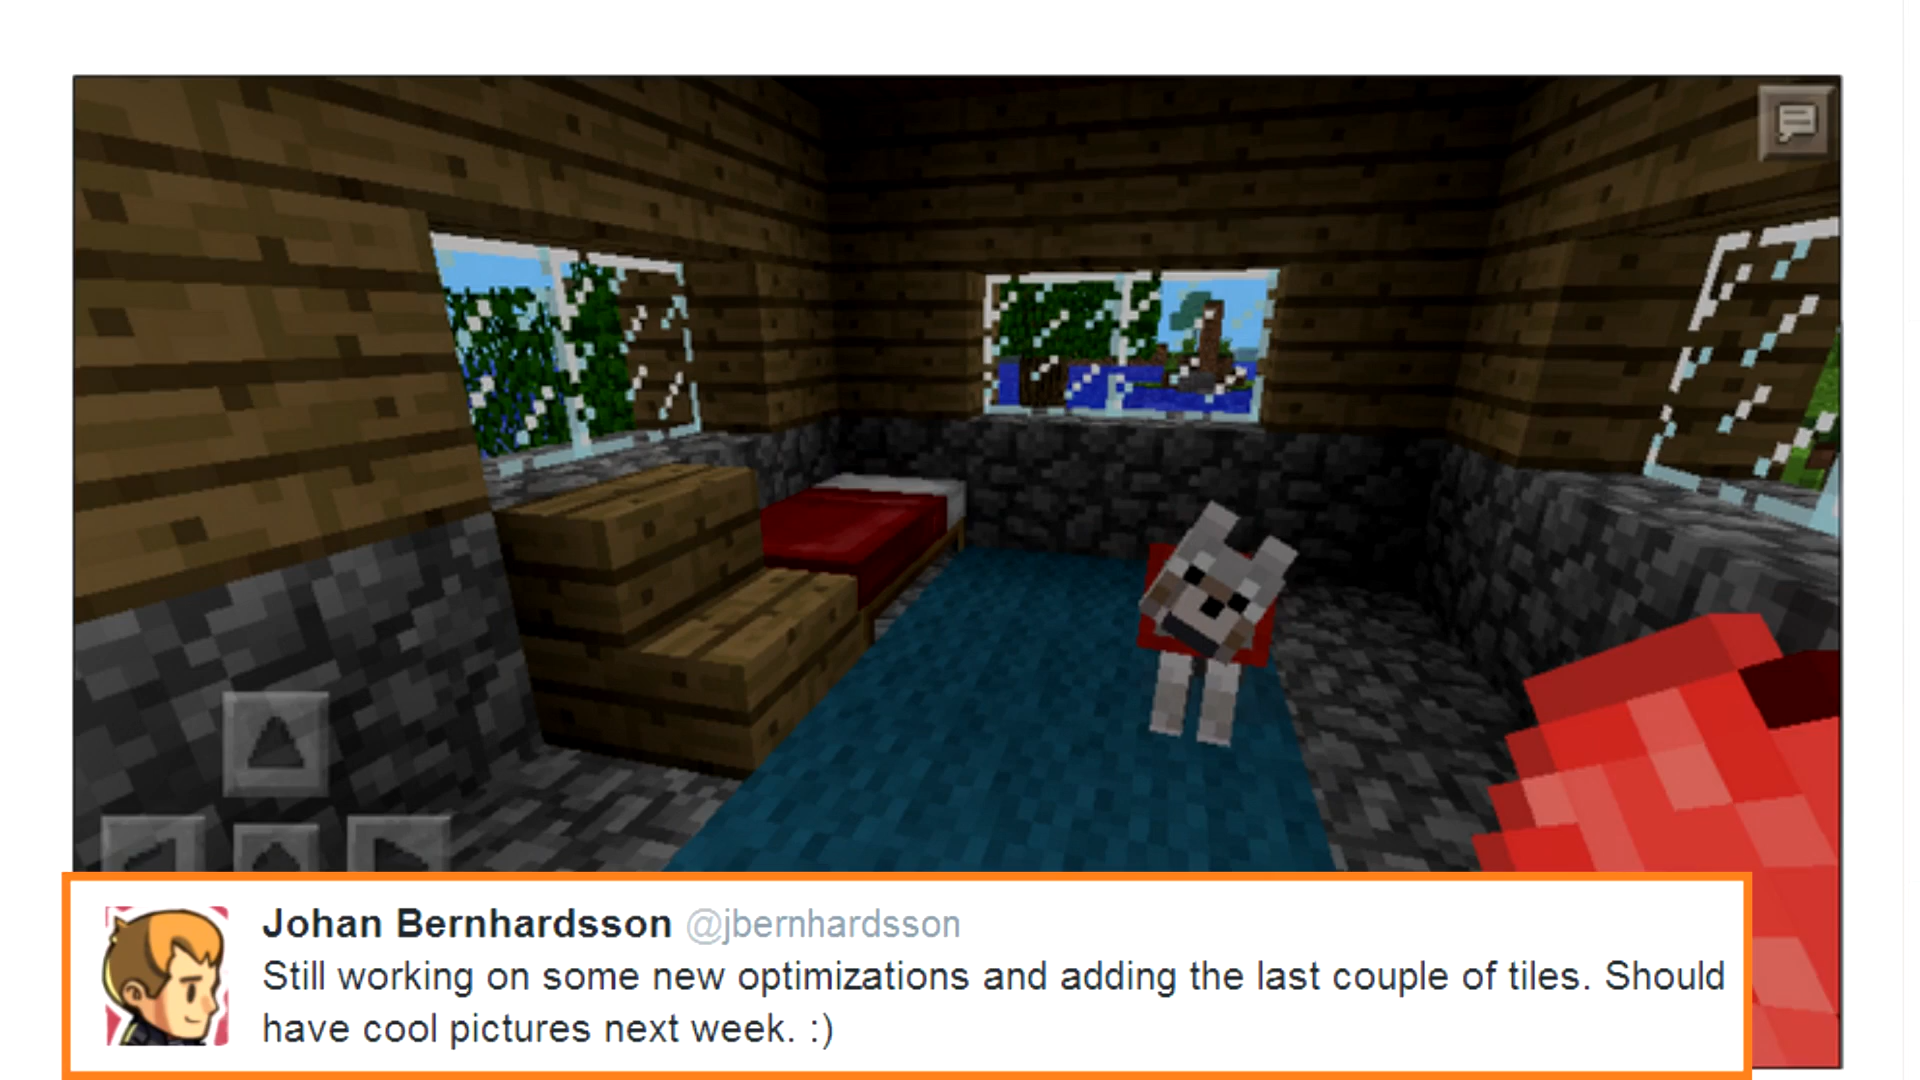 Johan Bernhardsson @jbernhardsson
Still working on some new optimizations and adding the last couple of tiles. Should
have cool pictures next week. :)